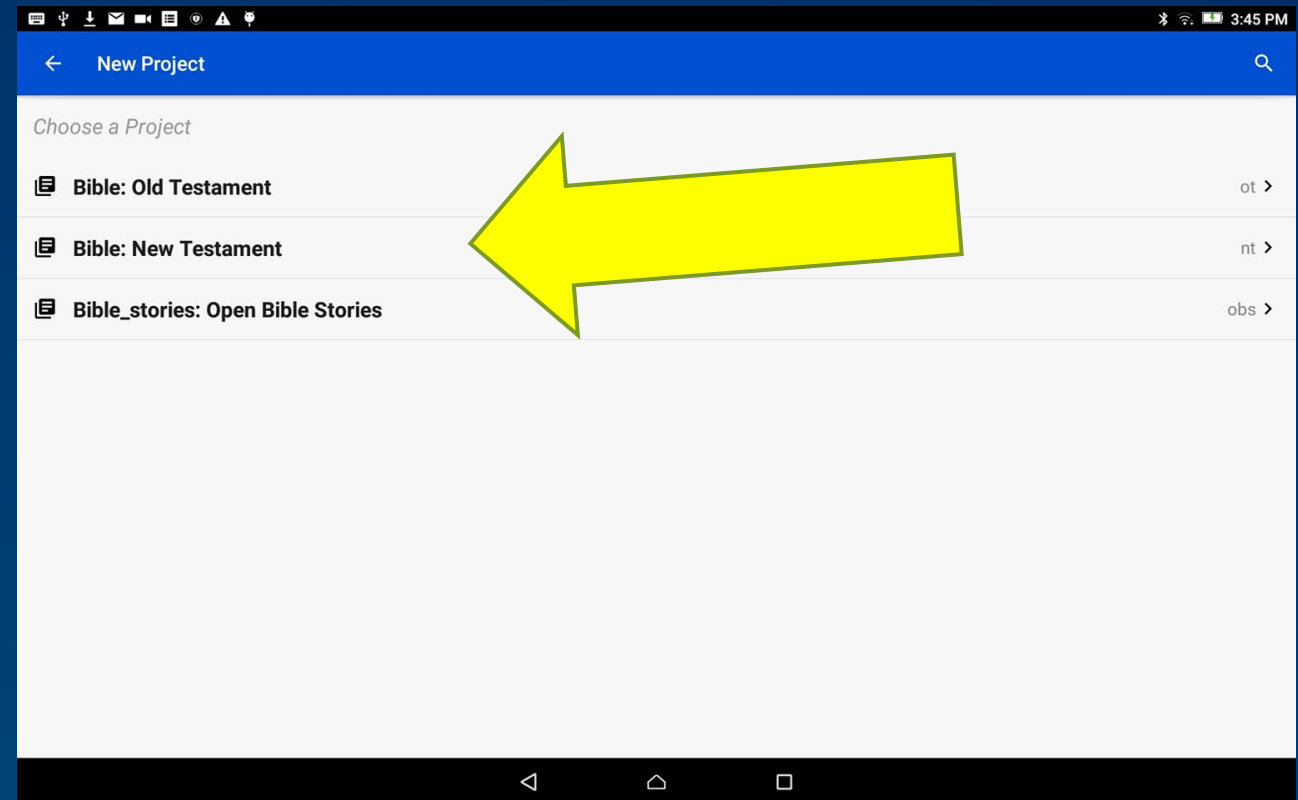 3:45 PM
New Project
Choose a Project
Bible: Old Testament ot
Bible: New Testament nt
Bible_stories: Open Bible Stories obs